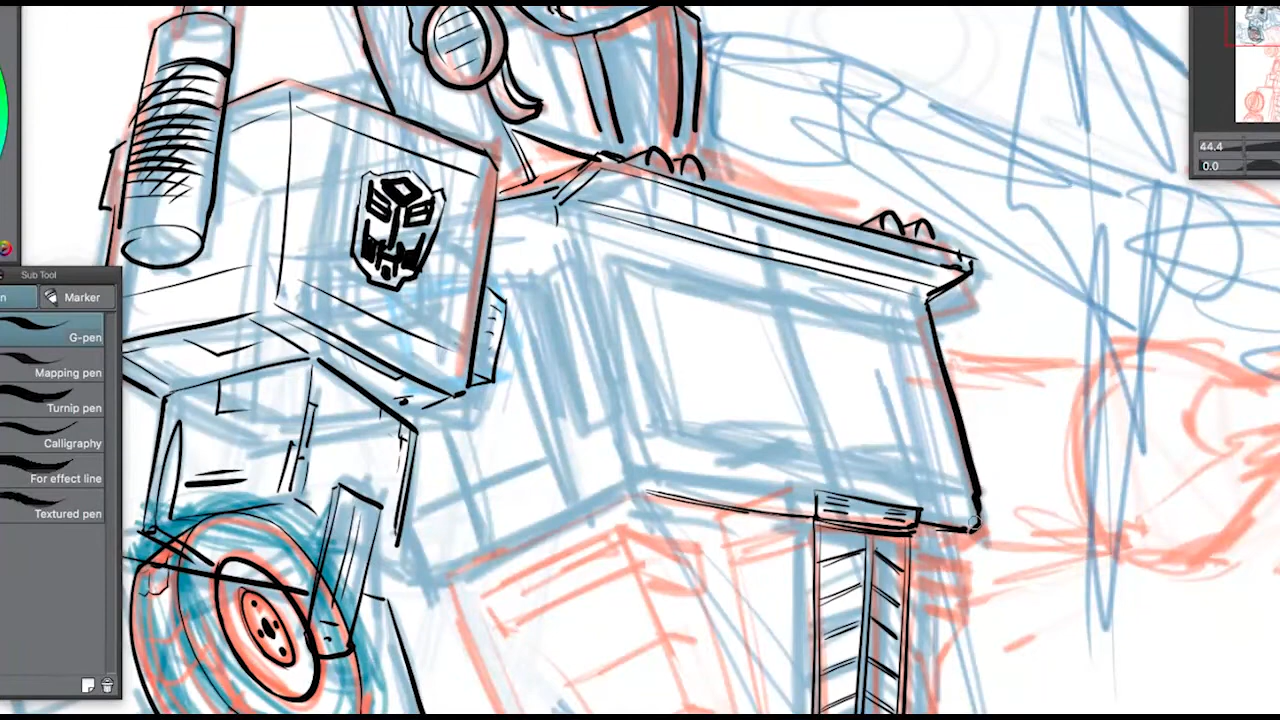 44.4
0.0
Sub Tool
Marker
G-pen
Mapping pen
Turnip pen
Calligraphy
For effect line
Textured pen